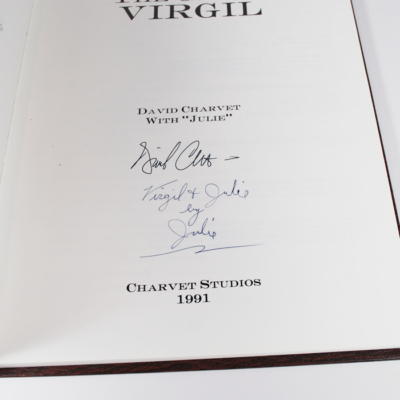 VIRGIL
DAVID CHARVET
WITH "JULIE"
Virgil & Julie
by
Julie
CHARVET STUDIOS
1991